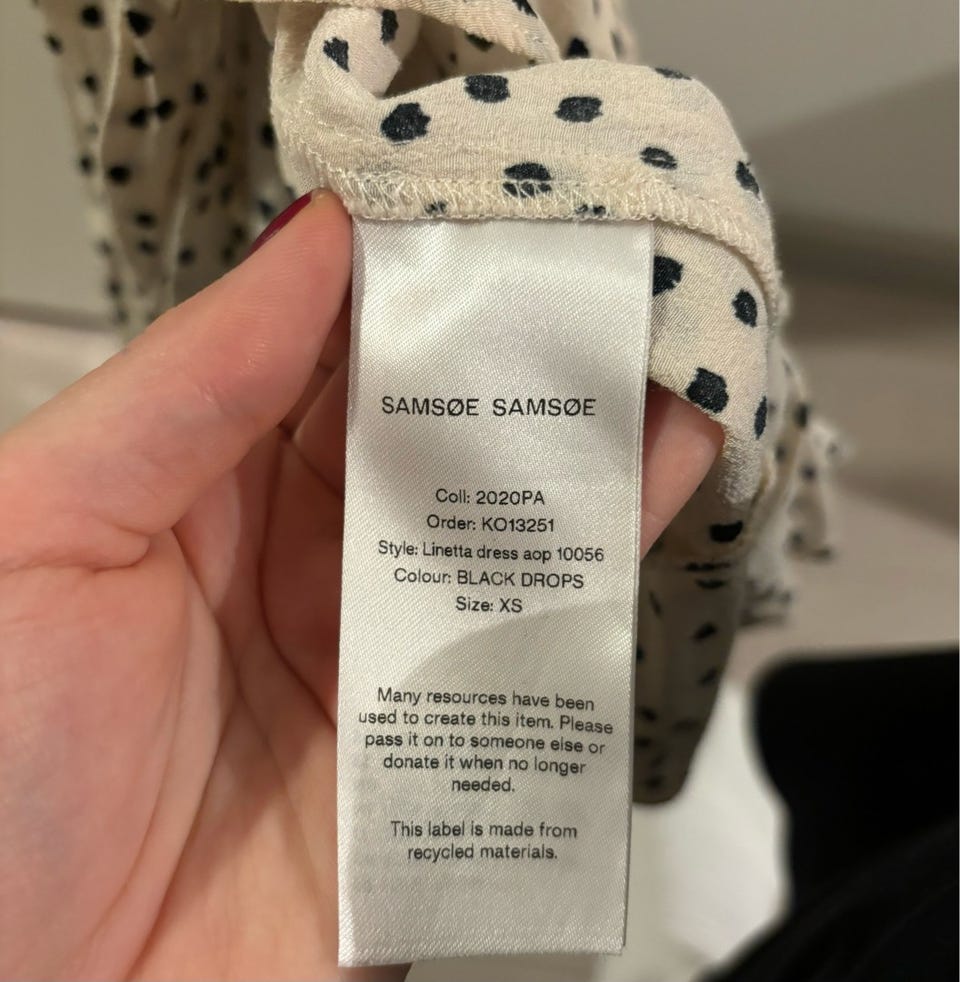 SAMSØE SAMSØE
Coll: 2020PA
Order: KO13251
Style: Linetta dress aop 10056
Colour: BLACK DROPS
Size: XS
Many resources have been
used to create this item. Please
pass it on to someone else or
donate it when no longer
needed.
This label is made from
recycled materials.